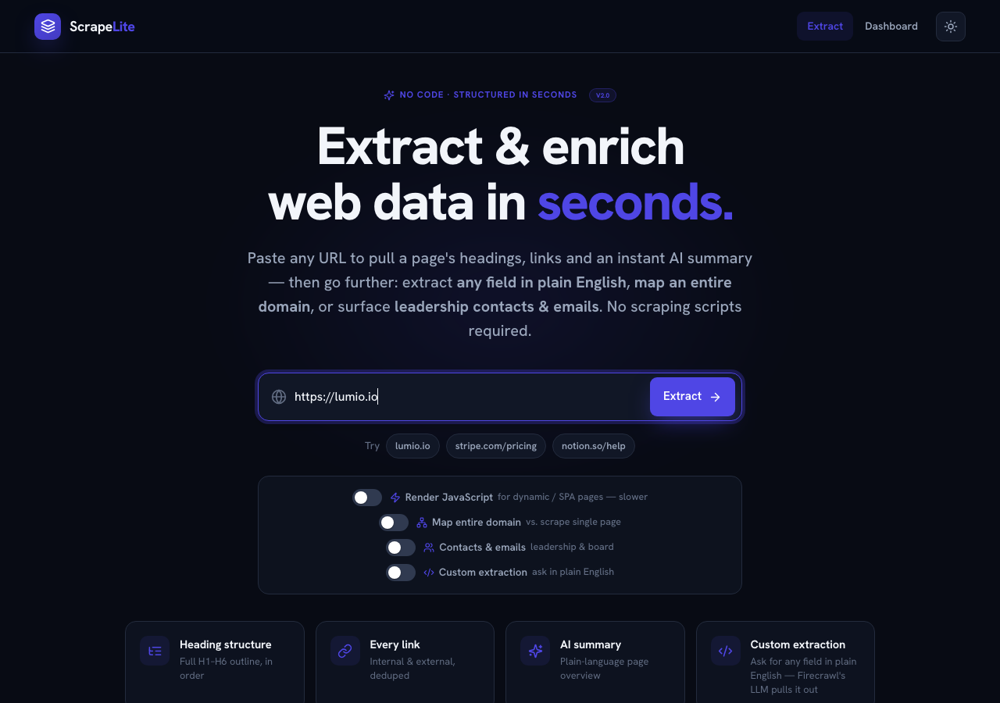 ScrapeLite
Extract
Dashboard
NO CODE · STRUCTURED IN SECONDS
V2.0
Extract & enrich
web data in seconds.
Paste any URL to pull a page's headings, links and an instant AI summary
— then go further: extract any field in plain English, map an entire
domain, or surface leadership contacts & emails. No scraping scripts
required.
https://lumio.io
Extract
Try
lumio.io
stripe.com/pricing
notion.so/help
Render JavaScript for dynamic / SPA pages — slower
Map entire domain vs. scrape single page
Contacts & emails leadership & board
Custom extraction ask in plain English
Heading structure
Full H1–H6 outline, in
order
Every link
Internal & external,
deduped
AI summary
Plain-language page
overview
Custom extraction
Ask for any field in plain
English — Firecrawl's
LLM pulls it out